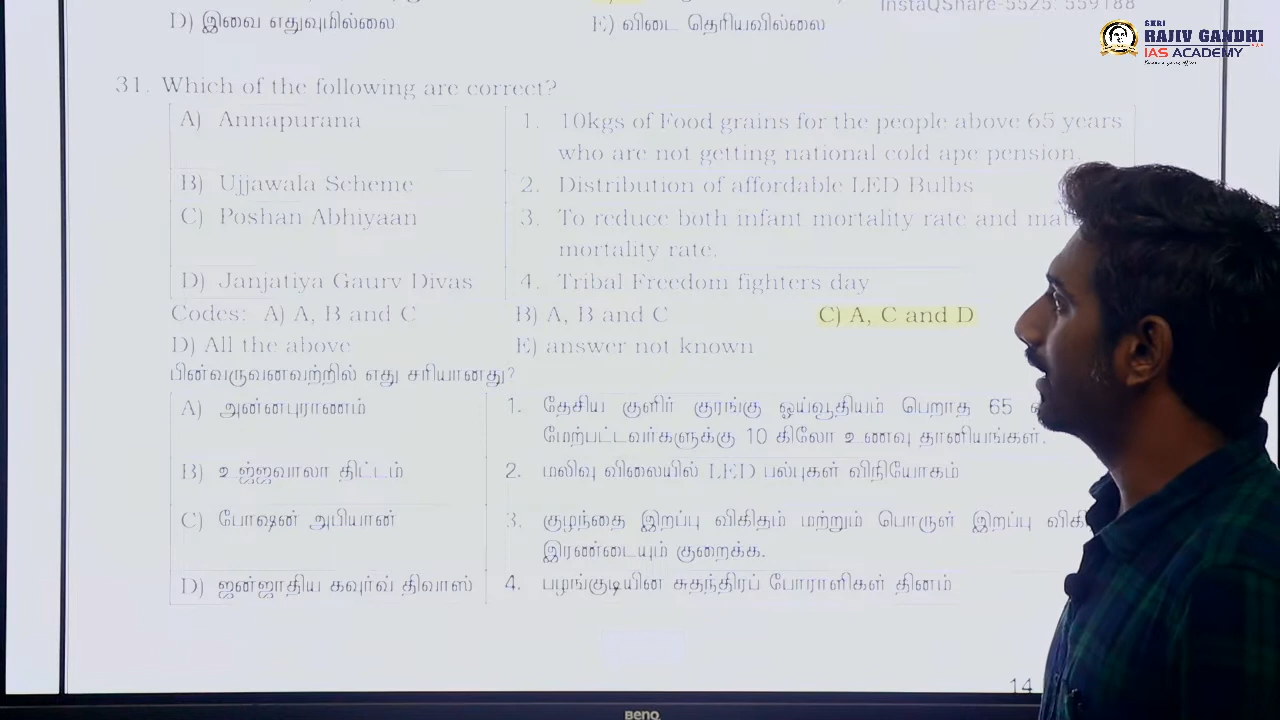 InstaQShare-5525: 559188
D) இவை எதுவுமில்லை E) விடை தெரியவில்லை
SHRI
RAJIV GANDHI
IAS ACADEMY
31. Which of the following are correct?
A) Annapurana 1. 10kgs of Food grains for the people above 65 years
who are not getting national cold ape pension.
B) Ujjawala Scheme 2. Distribution of affordable LED Bulbs
C) Poshan Abhiyaan 3. To reduce both infant mortality rate and
mortality rate.
D) Janjatiya Gaurv Divas 4. Tribal Freedom fighters day
Codes: A) A, B and C B) A, B and C C) A, C and D
D) All the above E) answer not known
பின்வருவனவற்றில் எது சரியானது?
A) அன்னபுராணம் 1. தேசிய குளிர் குரங்கு ஓய்வூதியம் பெறாத 65
மேற்பட்டவர்களுக்கு 10 கிலோ உணவு தானியங்கள்.
B) உஜ்ஜவாலா திட்டம் 2. மலிவு விலையில் LED பல்புகள் விநியோகம்
C) போஷன் அபியான் 3. குழந்தை இறப்பு விகிதம் மற்றும் பொருள் இறப்பு
இரண்டையும் குறைக்க.
D) ஜன்ஜாதிய கவுர்வ் திவாஸ் 4. பழங்குடியின சுதந்திரப் போராளிகள் தினம்
14
BenQ